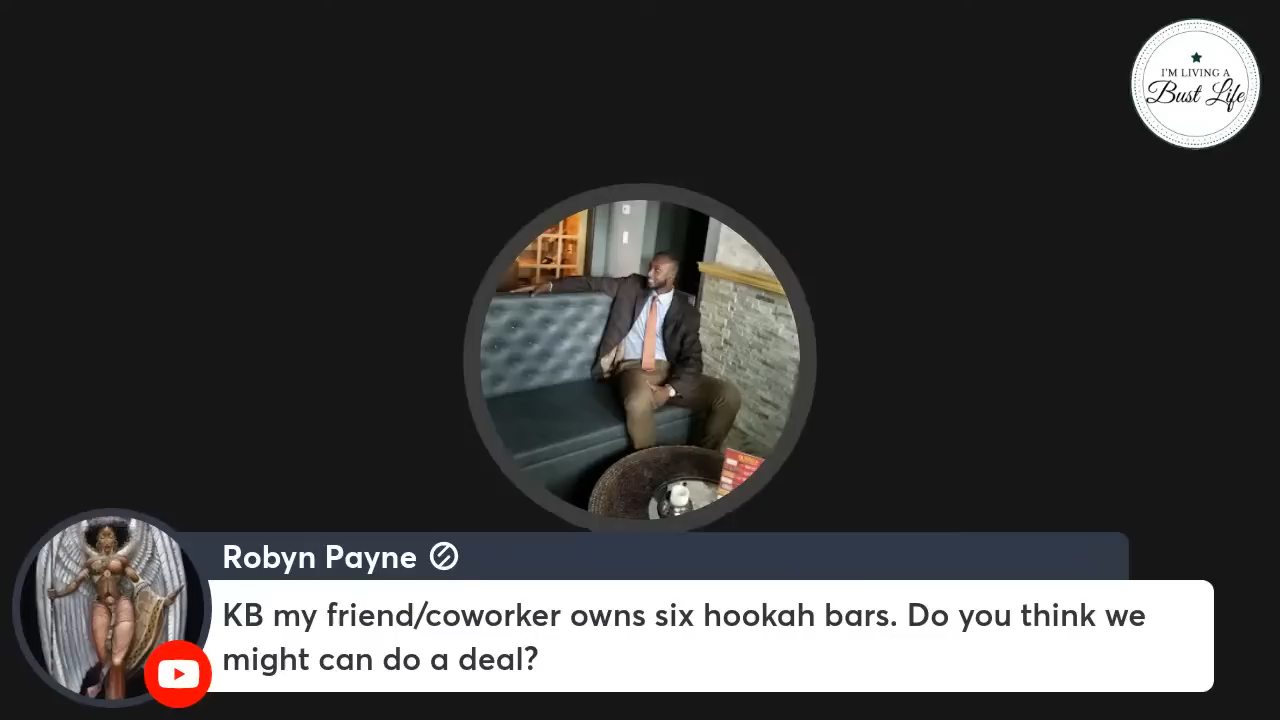 I'M LIVING A
Bust Life
Robyn Payne
KB my friend/coworker owns six hookah bars. Do you think we
might can do a deal?